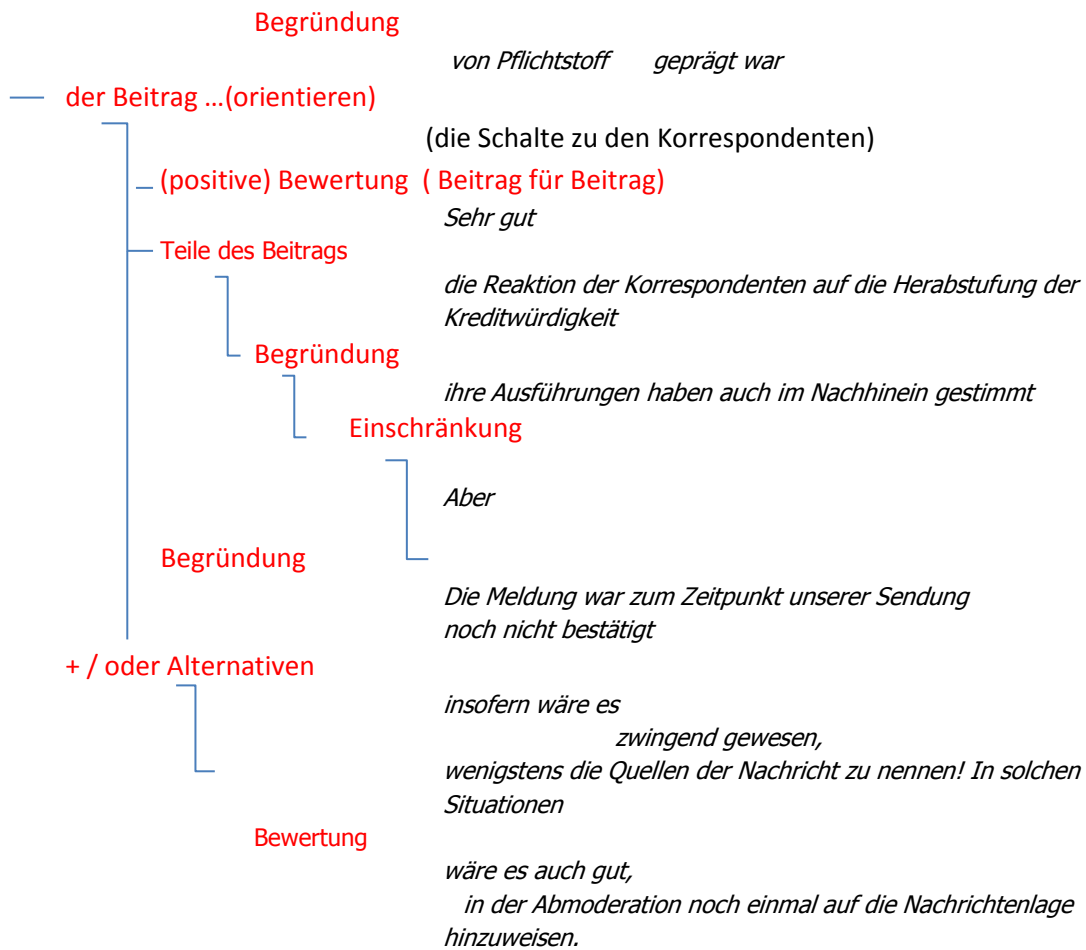 Begründung
von Pflichtstoff geprägt war
der Beitrag …(orientieren)
(die Schalte zu den Korrespondenten)
(positive) Bewertung ( Beitrag für Beitrag)
Sehr gut
Teile des Beitrags
die Reaktion der Korrespondenten auf die Herabstufung der
Kreditwürdigkeit
Begründung
ihre Ausführungen haben auch im Nachhinein gestimmt
Einschränkung
Aber
Begründung
Die Meldung war zum Zeitpunkt unserer Sendung
noch nicht bestätigt
+ / oder Alternativen
insofern wäre es
zwingend gewesen,
wenigstens die Quellen der Nachricht zu nennen! In solchen
Situationen
Bewertung
wäre es auch gut,
in der Abmoderation noch einmal auf die Nachrichtenlage
hinzuweisen.